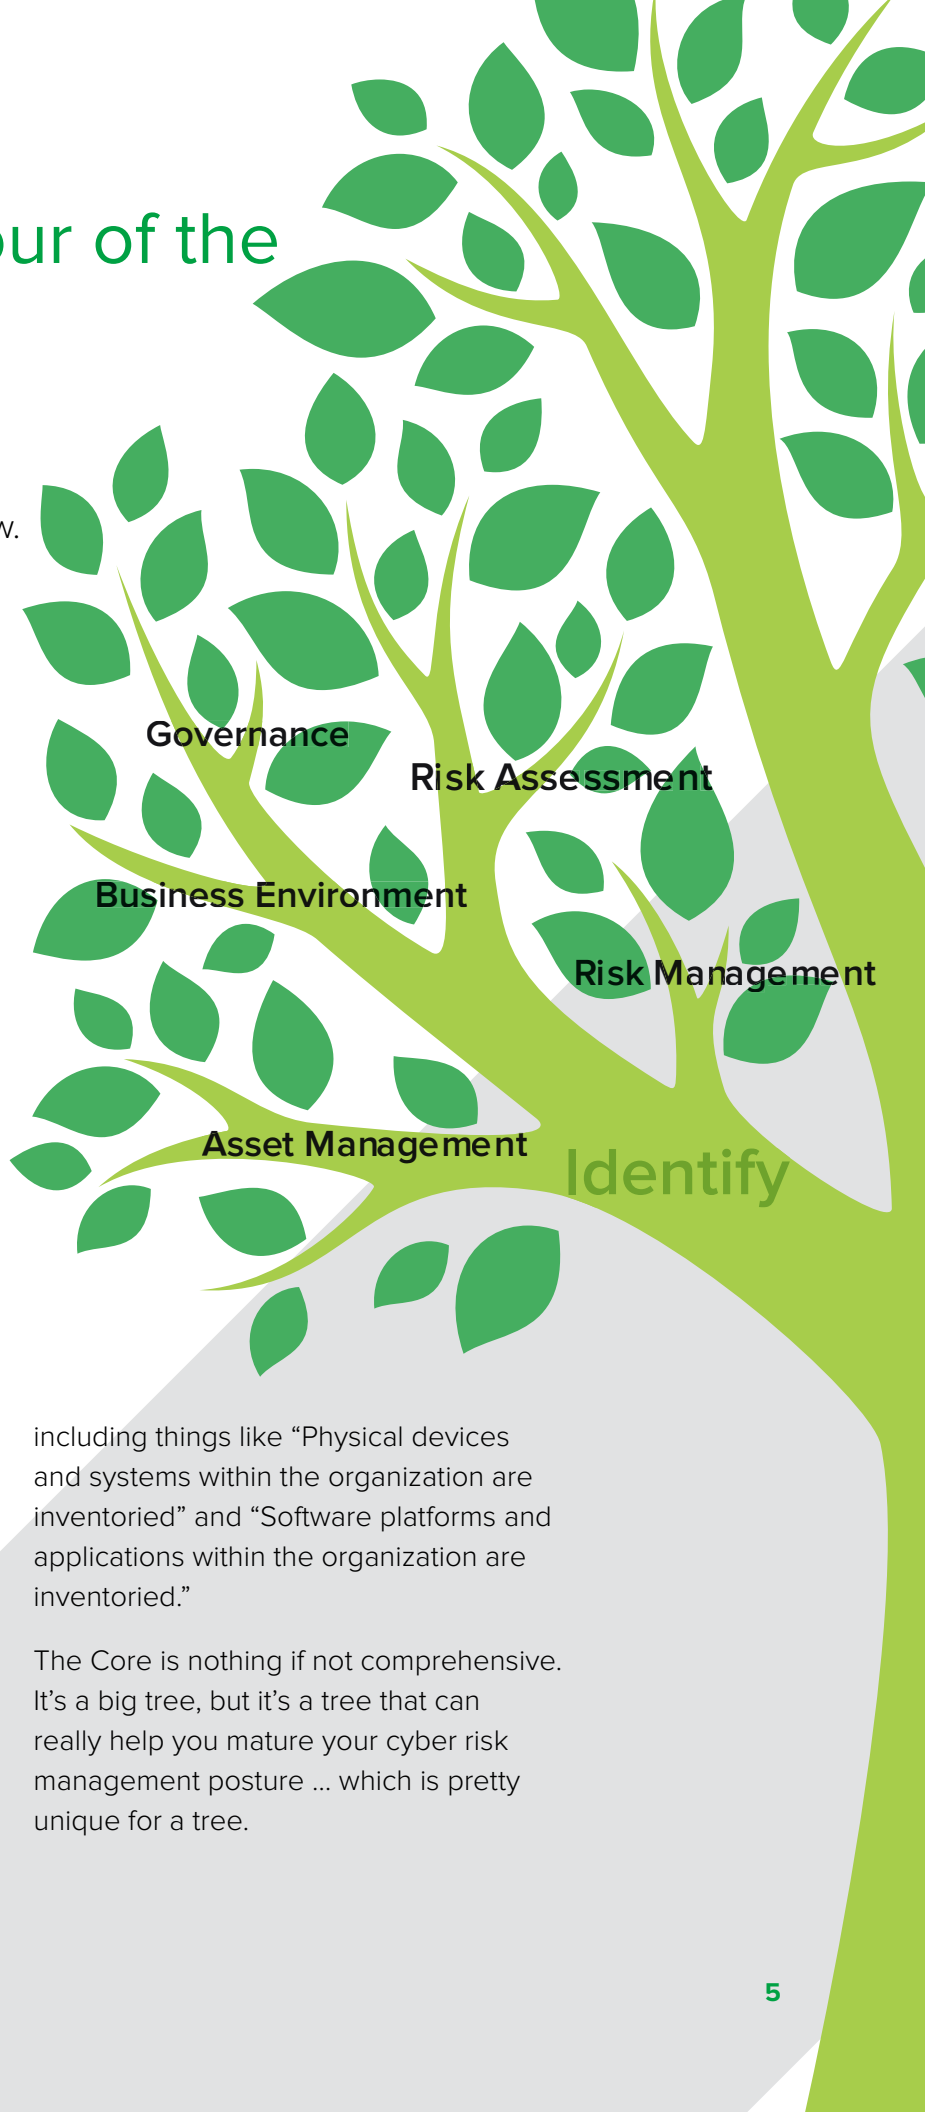 of the
Governance
Risk Assessment
Business Environment
Risk Management
Asset Management
Identify
including things like “Physical devices
and systems within the organization are
inventoried” and “Software platforms and
applications within the organization are
inventoried.”
The Core is nothing if not comprehensive.
It’s a big tree, but it’s a tree that can
really help you mature your cyber risk
management posture ... which is pretty
unique for a tree.
5